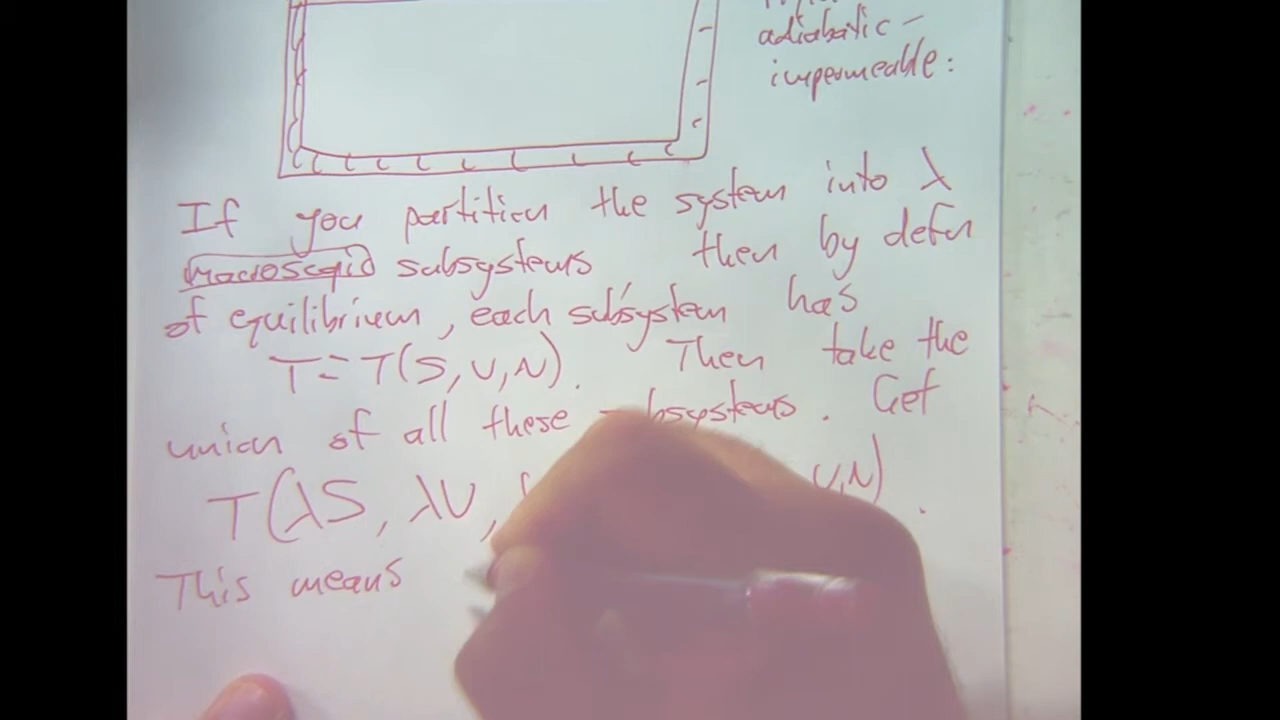 adiabatic -
impermeable :
If you partition the system into λ
macroscopic subsystems then by defn
of equilibrium, each subsystem has
T = T(S, V, N). Then take the
union of all these subsystems. Get
T(λS, λV, V, N).
This means